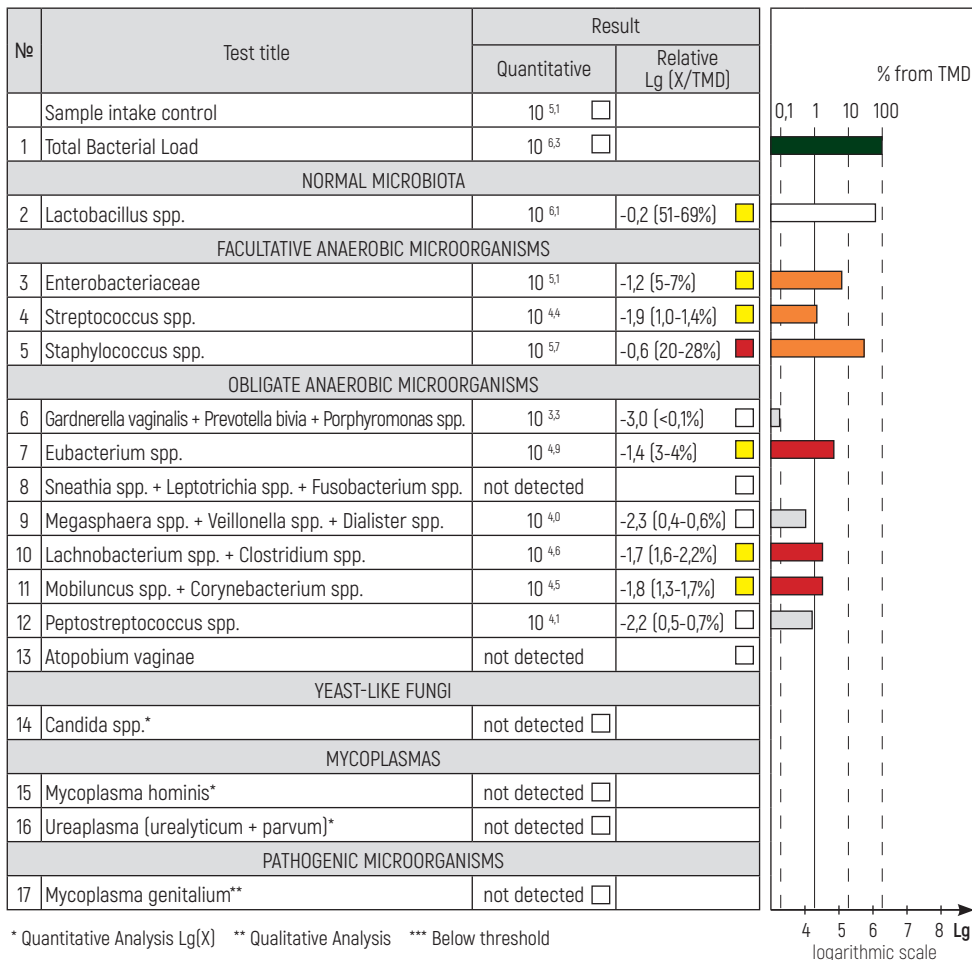 № Test title Result % from TMD
Quantitative Relative
Lg (X/TMD)
Sample intake control 10 5,1 0,1 1 10 100
1 Total Bacterial Load 10 6,3
NORMAL MICROBIOTA
2 Lactobacillus spp. 10 6,1 -0,2 (51-69%)
FACULTATIVE ANAEROBIC MICROORGANISMS
3 Enterobacteriaceae 10 5,1 -1,2 (5-7%)
4 Streptococcus spp. 10 4,4 -1,9 (1,0-1,4%)
5 Staphylococcus spp. 10 5,7 -0,6 (20-28%)
OBLIGATE ANAEROBIC MICROORGANISMS
6 Gardnerella vaginalis + Prevotella bivia + Porphyromonas spp. 10 3,3 -3,0 (<0,1%)
7 Eubacterium spp. 10 4,9 -1,4 (3-4%)
8 Sneathia spp. + Leptotrichia spp. + Fusobacterium spp. not detected
9 Megasphaera spp. + Veillonella spp. + Dialister spp. 10 4,0 -2,3 (0,4-0,6%)
10 Lachnobacterium spp. + Clostridium spp. 10 4,6 -1,7 (1,6-2,2%)
11 Mobiluncus spp. + Corynebacterium spp. 10 4,5 -1,8 (1,3-1,7%)
12 Peptostreptococcus spp. 10 4,1 -2,2 (0,5-0,7%)
13 Atopobium vaginae not detected
YEAST-LIKE FUNGI
14 Candida spp.* not detected
MYCOPLASMAS
15 Mycoplasma hominis* not detected
16 Ureaplasma (urealyticum + parvum)* not detected
PATHOGENIC MICROORGANISMS
17 Mycoplasma genitalium** not detected
4 5 6 7 8 Lg
logarithmic scale
* Quantitative Analysis Lg(X) ** Qualitative Analysis *** Below threshold